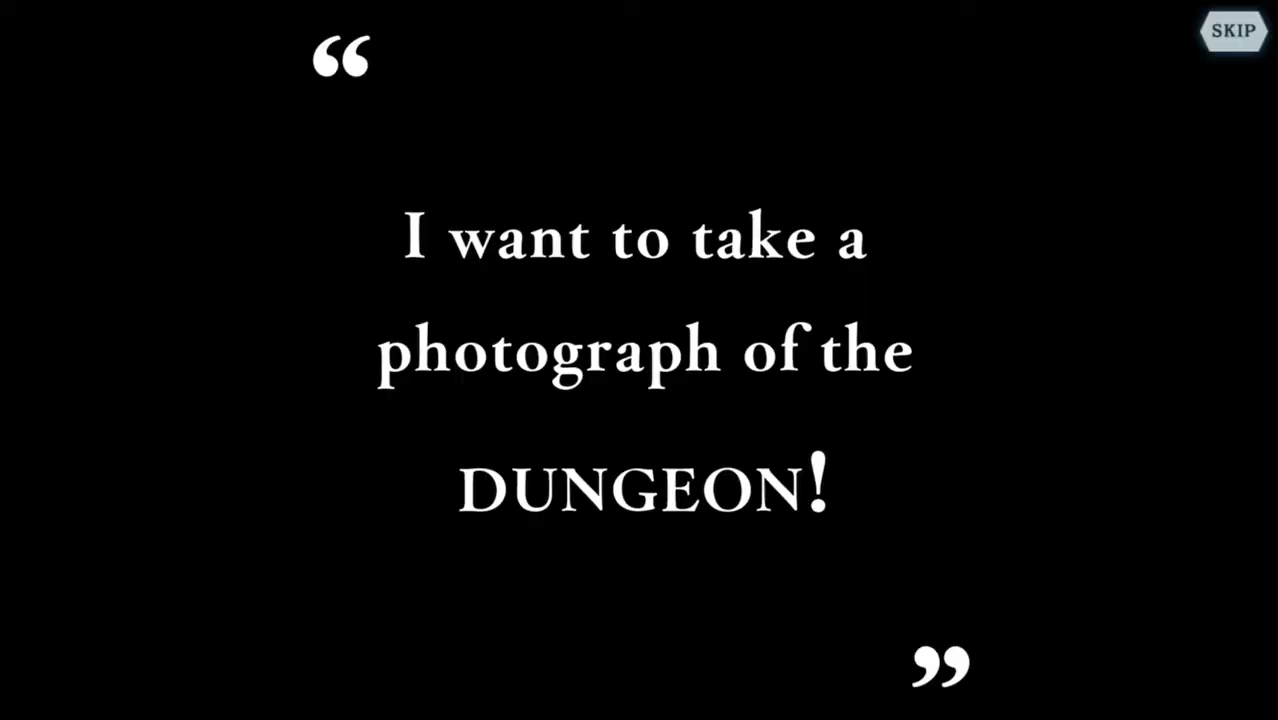 SKIP
“
I want to take a
photograph of the
DUNGEON!
”